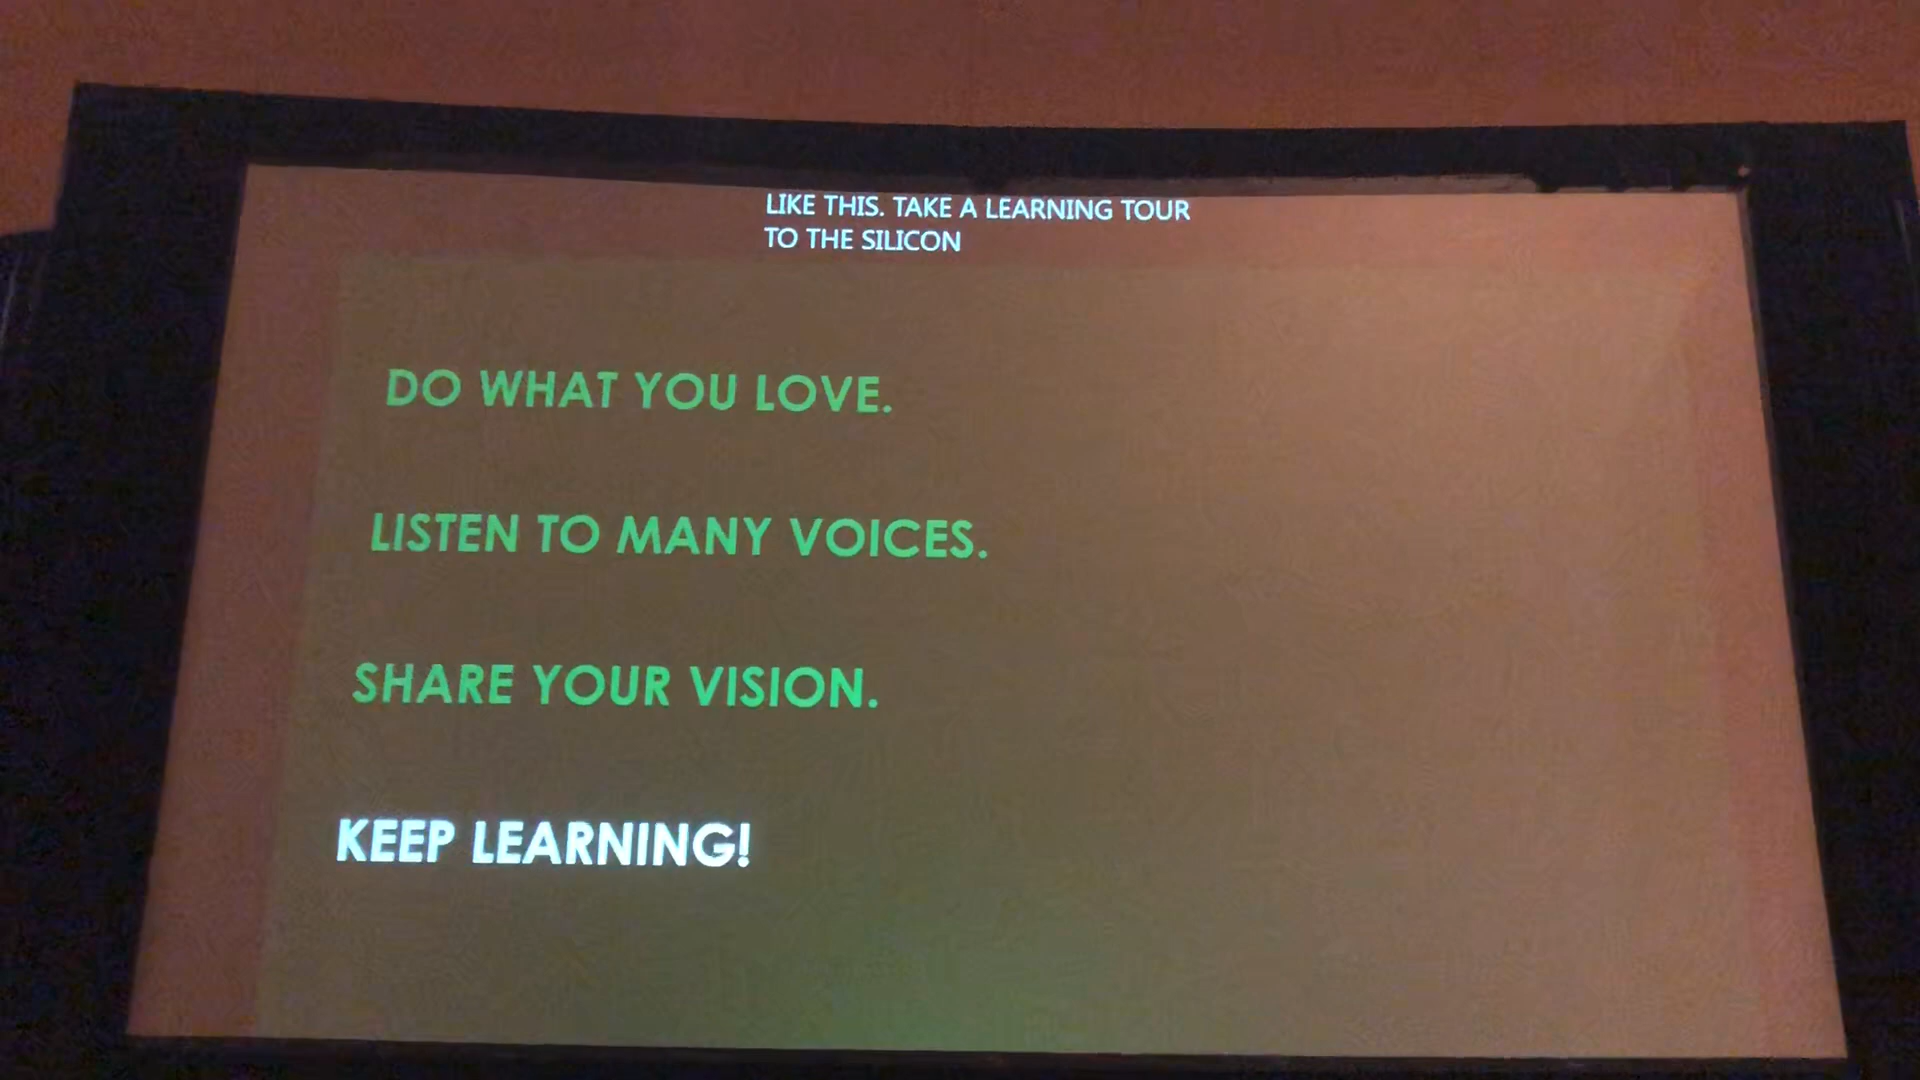 LIKE THIS. TAKE A LEARNING TOUR
TO THE SILICON
DO WHAT YOU LOVE.
LISTEN TO MANY VOICES.
SHARE YOUR VISION.
KEEP LEARNING!